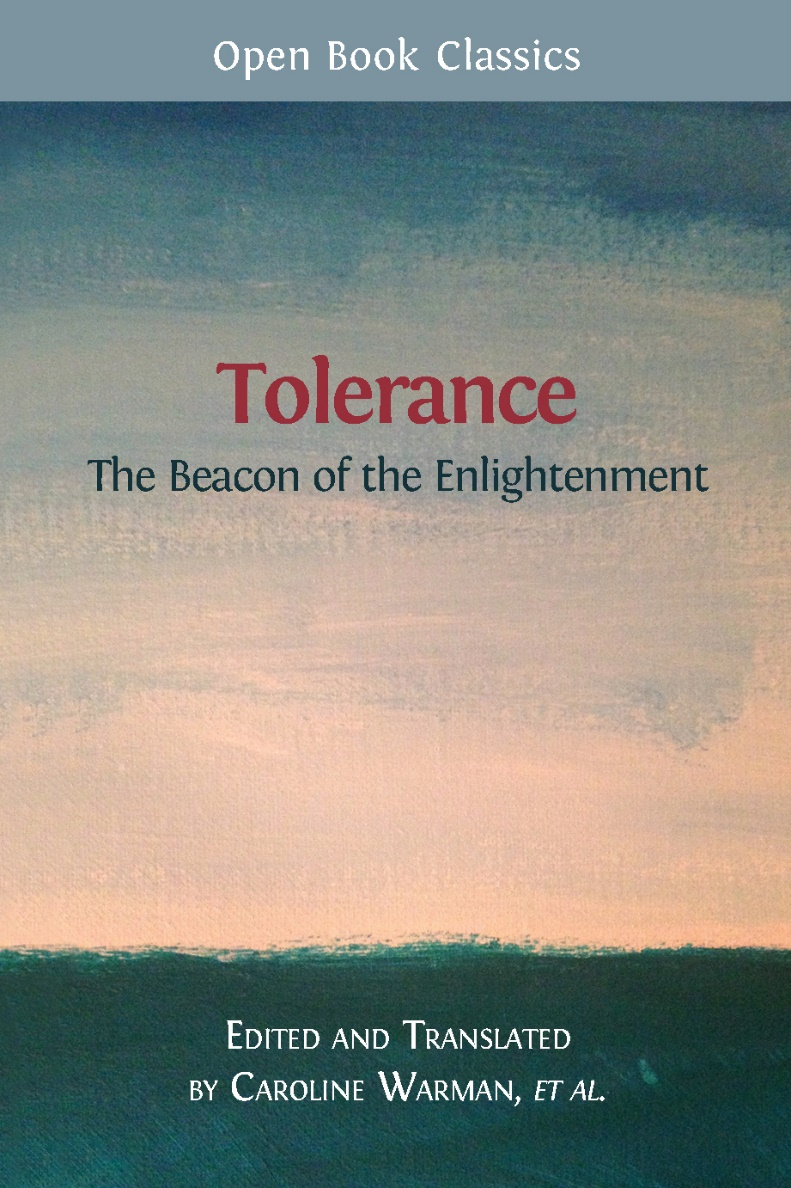 Open Book Classics
Tolerance
The Beacon of the Enlightenment
Edited and Translated
by Caroline Warman, et al.